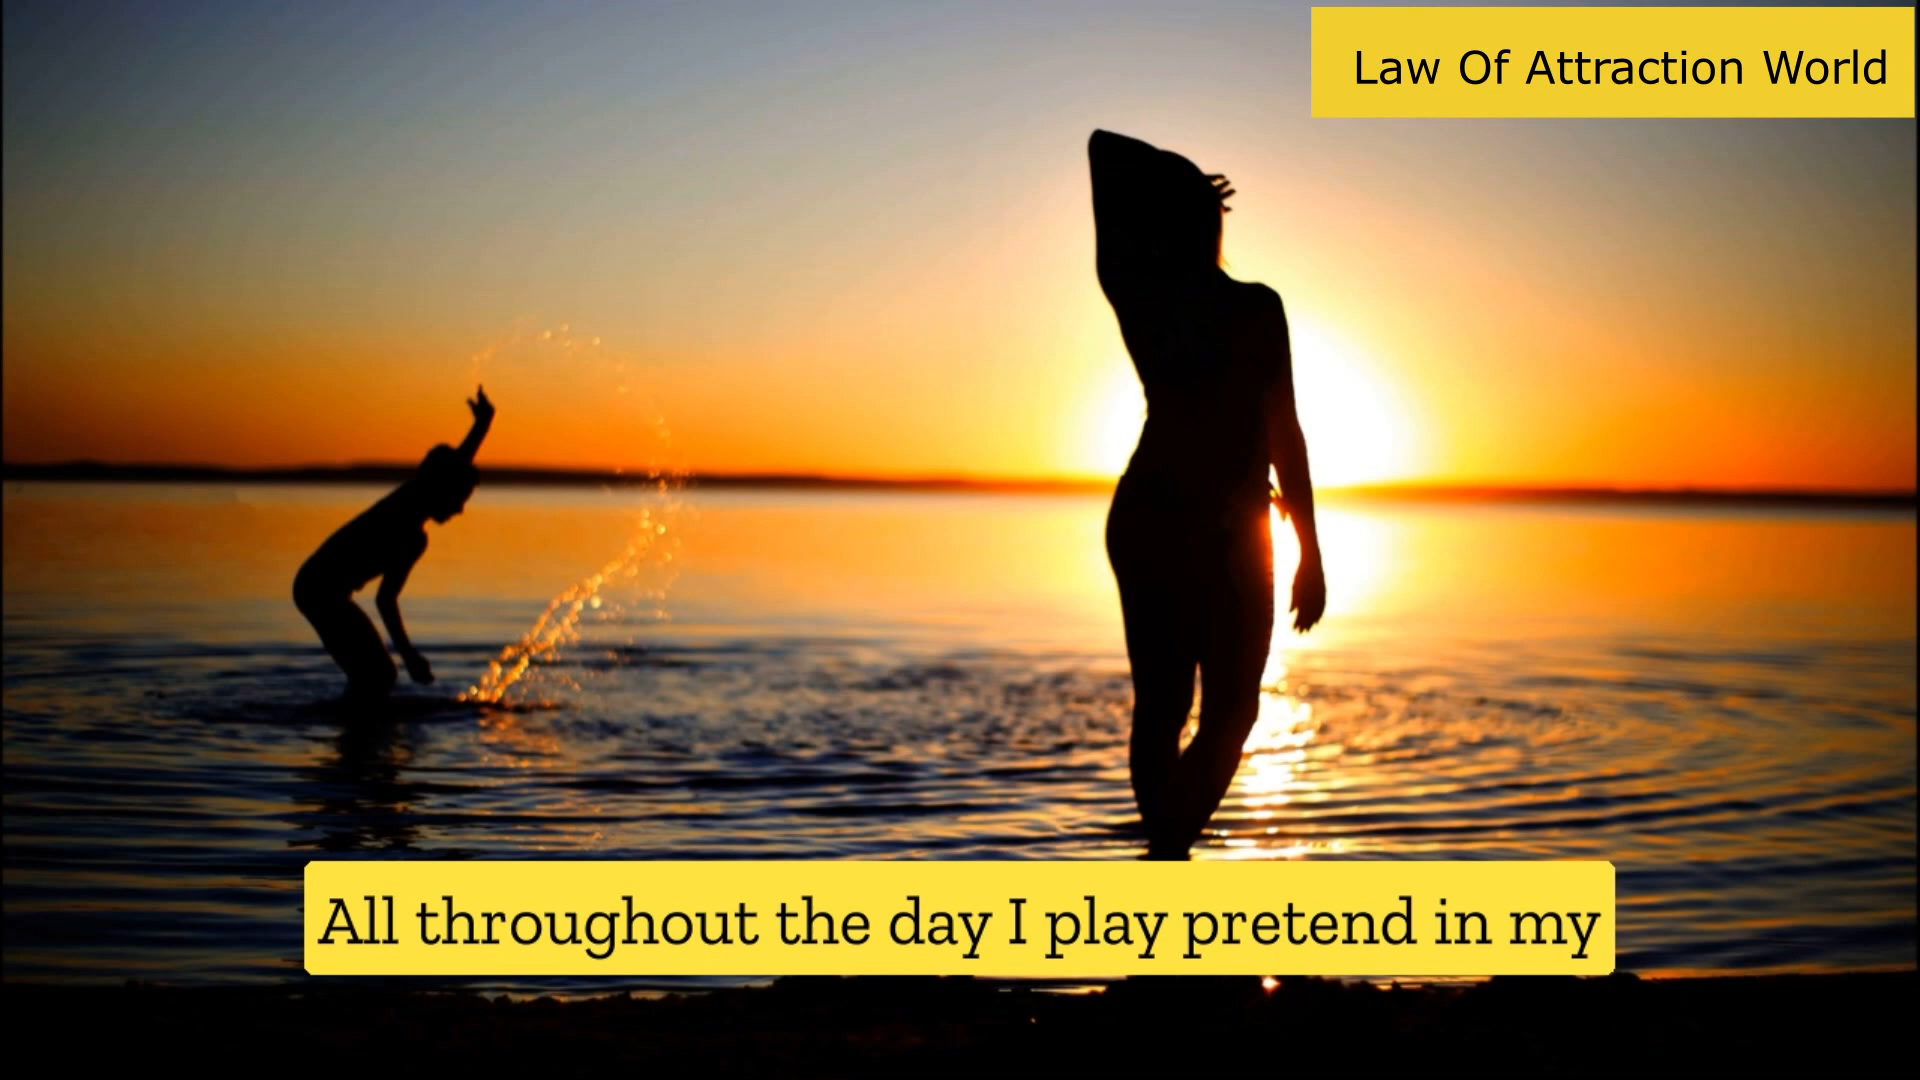 Law Of Attraction World
All throughout the day I play pretend in my